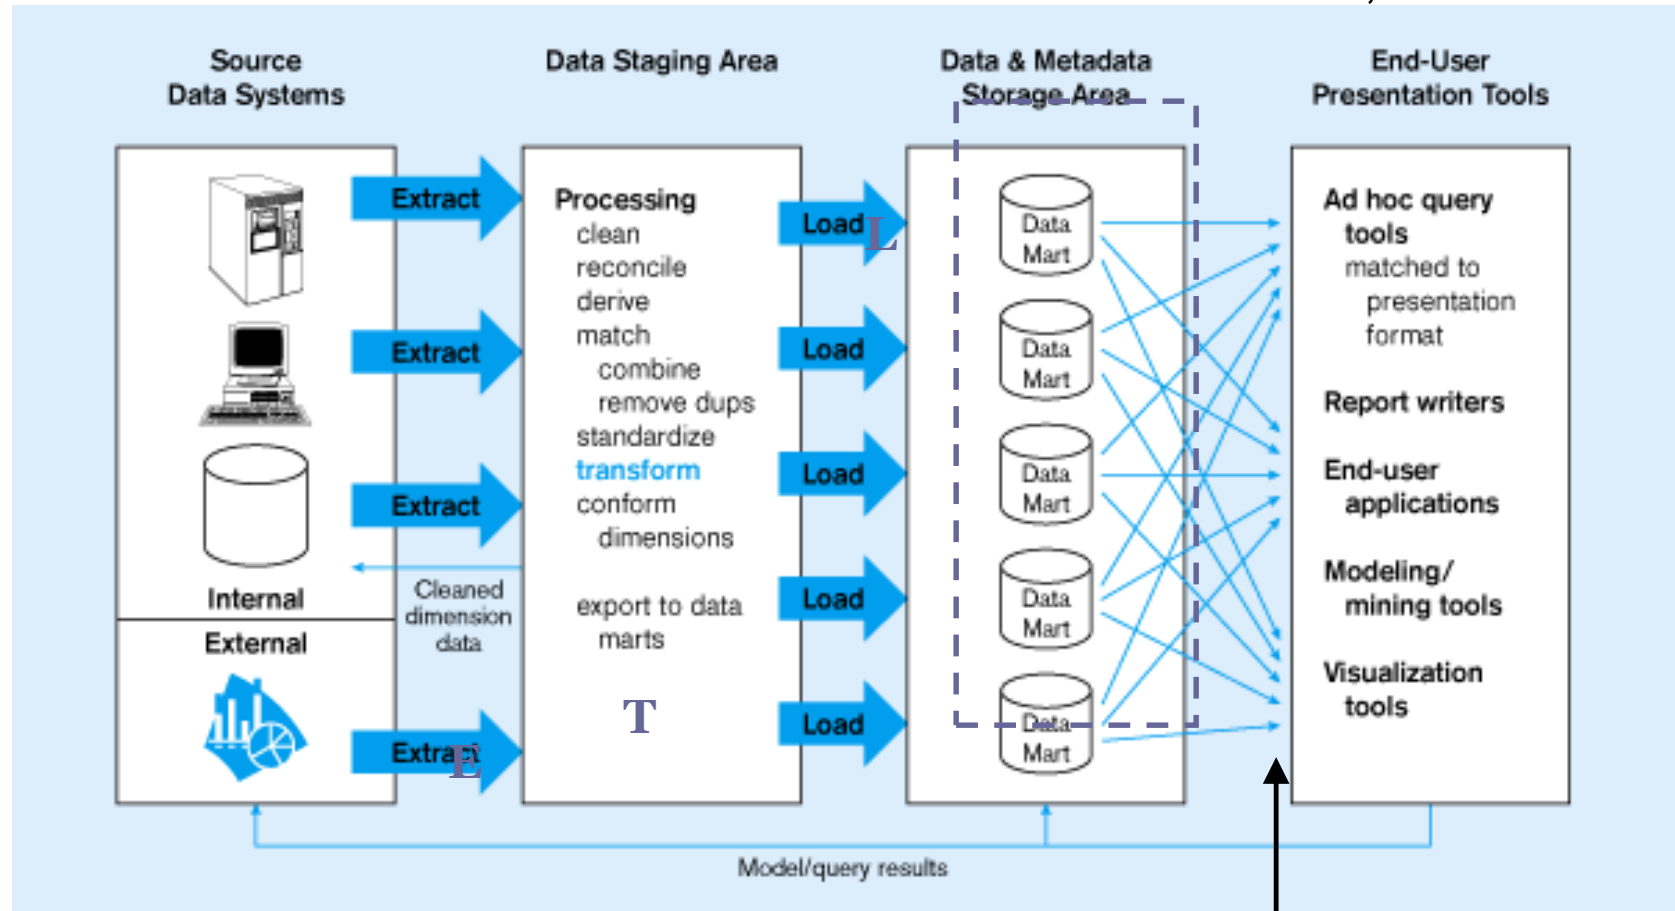 Source
Data Systems
Data Staging Area
Data & Metadata
Storage Area
End-User
Presentation Tools
Extract
Extract
Extract
Internal
External
Extract
E
Cleaned
dimension
data
Processing
clean
reconcile
derive
match
combine
remove dups
standardize
transform
conform
dimensions
export to data
marts
T
Load
L
Load
Load
Load
Load
Data
Mart
Data
Mart
Data
Mart
Data
Mart
Data
Mart
Ad hoc query
tools
matched to
presentation
format
Report writers
End-user
applications
Modeling/
mining tools
Visualization
tools
Model/query results